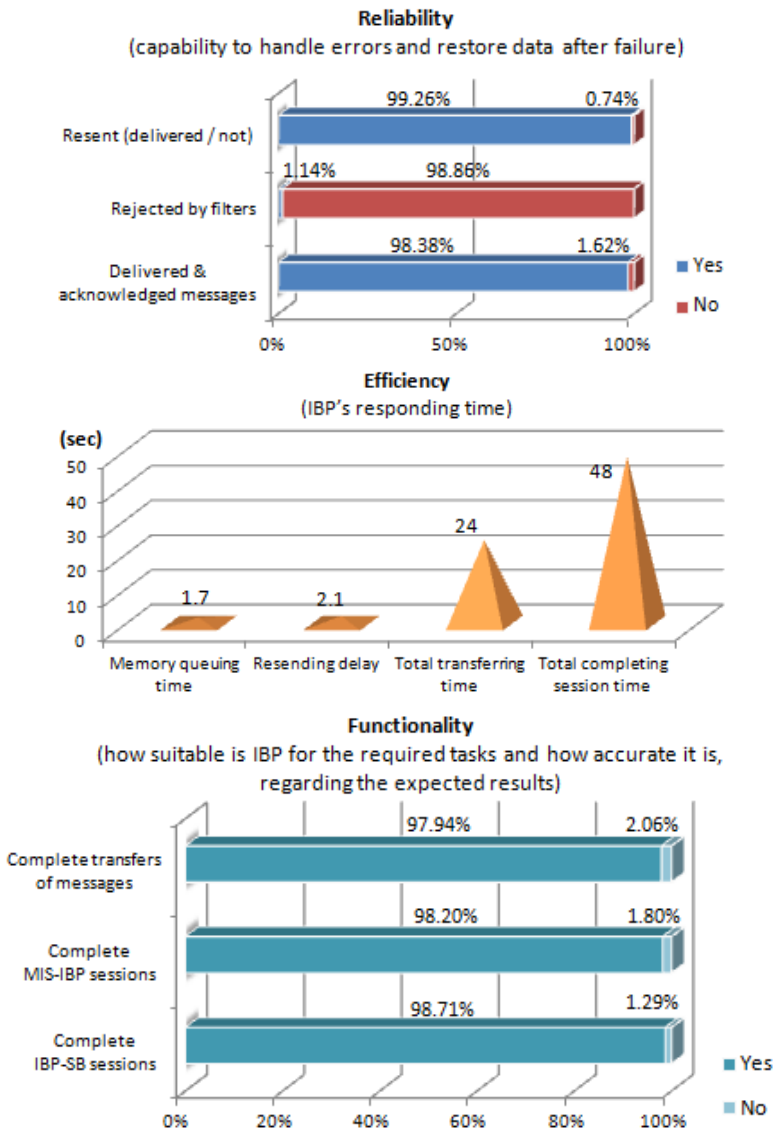 Reliability
(capability to handle errors and restore data after failure)
99.26% 0.74%
Resent (delivered / not)
1.14% 98.86%
Rejected by filters
98.38% 1.62%
Delivered &
acknowledged messages
Yes
No
0% 50% 100%
Efficiency
(IBP's responding time)
(sec)
50
40
30
20
10
0
1.7 2.1 24 48
Memory queuing
time
Resending delay
Total transferring
time
Total completing
session time
Functionality
(how suitable is IBP for the required tasks and how accurate it is,
regarding the expected results)
97.94% 2.06%
Complete transfers
of messages
98.20% 1.80%
Complete
MIS-IBP sessions
98.71% 1.29%
Complete
IBP-SB sessions
Yes
No
0% 20% 40% 60% 80% 100%